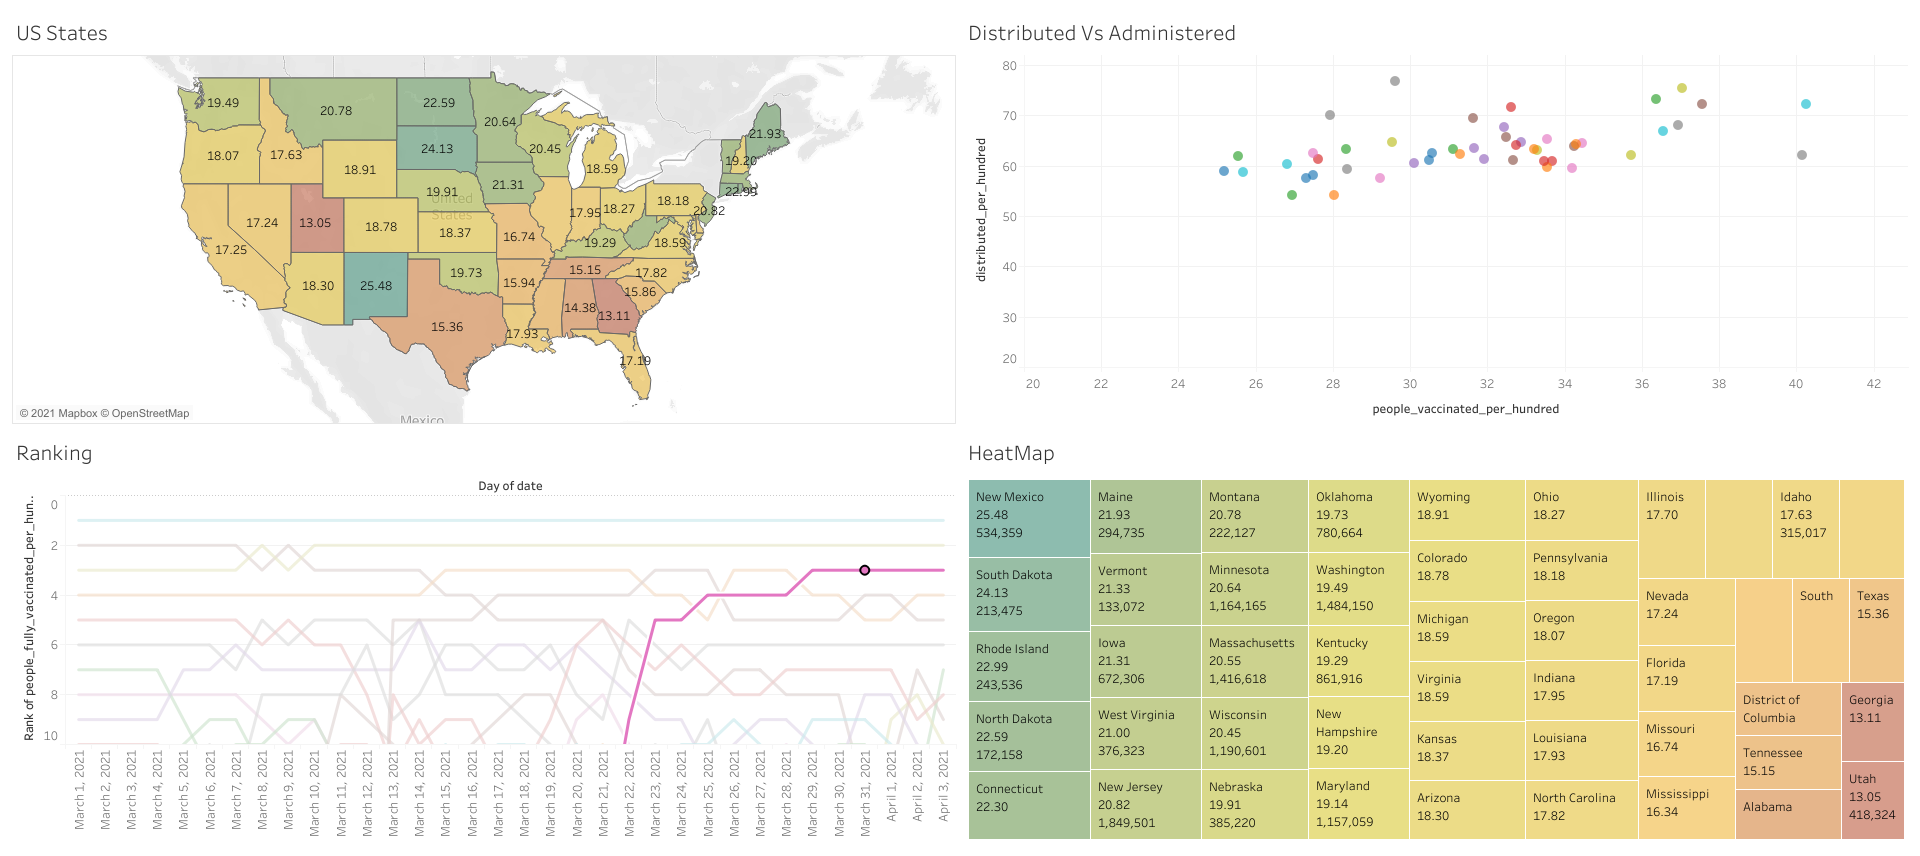 US States
19.49
20.78
22.59
20.64
21.93
18.07
17.63
18.91
24.13
20.45
18.59
19.20
22.99
17.24
13.05
18.78
19.91
United
States
21.31
17.95
18.27
18.18
20.82
17.25
18.37
16.74
19.29
18.59
18.30
25.48
19.73
15.94
15.15
17.82
15.86
15.36
17.93
14.38
13.11
17.19
© 2021 Mapbox © OpenStreetMap
Mexico
Distributed Vs Administered
distributed_per_hundred
80
70
60
50
40
30
20
20 22 24 26 28 30 32 34 36 38 40 42
people_vaccinated_per_hundred
Ranking
Day of date
Rank of people_fully_vaccinated_per_hun..
0
2
4
6
8
10
March 1, 2021
March 2, 2021
March 3, 2021
March 4, 2021
March 5, 2021
March 6, 2021
March 7, 2021
March 8, 2021
March 9, 2021
March 10, 2021
March 11, 2021
March 12, 2021
March 13, 2021
March 14, 2021
March 15, 2021
March 16, 2021
March 17, 2021
March 18, 2021
March 19, 2021
March 20, 2021
March 21, 2021
March 22, 2021
March 23, 2021
March 24, 2021
March 25, 2021
March 26, 2021
March 27, 2021
March 28, 2021
March 29, 2021
March 30, 2021
March 31, 2021
April 1, 2021
April 2, 2021
April 3, 2021
HeatMap
New Mexico
25.48
534,359
South Dakota
24.13
213,475
Rhode Island
22.99
243,536
North Dakota
22.59
172,158
Connecticut
22.30
Maine
21.93
294,735
Vermont
21.33
133,072
Iowa
21.31
672,306
West Virginia
21.00
376,323
New Jersey
20.82
1,849,501
Montana
20.78
222,127
Minnesota
20.64
1,164,165
Massachusetts
20.55
1,416,618
Wisconsin
20.45
1,190,601
Nebraska
19.91
385,220
Oklahoma
19.73
780,664
Washington
19.49
1,484,150
Kentucky
19.29
861,916
New
Hampshire
19.20
Maryland
19.14
1,157,059
Wyoming
18.91
Colorado
18.78
Michigan
18.59
Virginia
18.59
Kansas
18.37
Arizona
18.30
Ohio
18.27
Pennsylvania
18.18
Oregon
18.07
Indiana
17.95
Louisiana
17.93
North Carolina
17.82
Illinois
17.70
Idaho
17.63
315,017
Nevada
17.24
Florida
17.19
Missouri
16.74
Mississippi
16.34
South
Texas
15.36
District of
Columbia
Tennessee
15.15
Alabama
Georgia
13.11
Utah
13.05
418,324